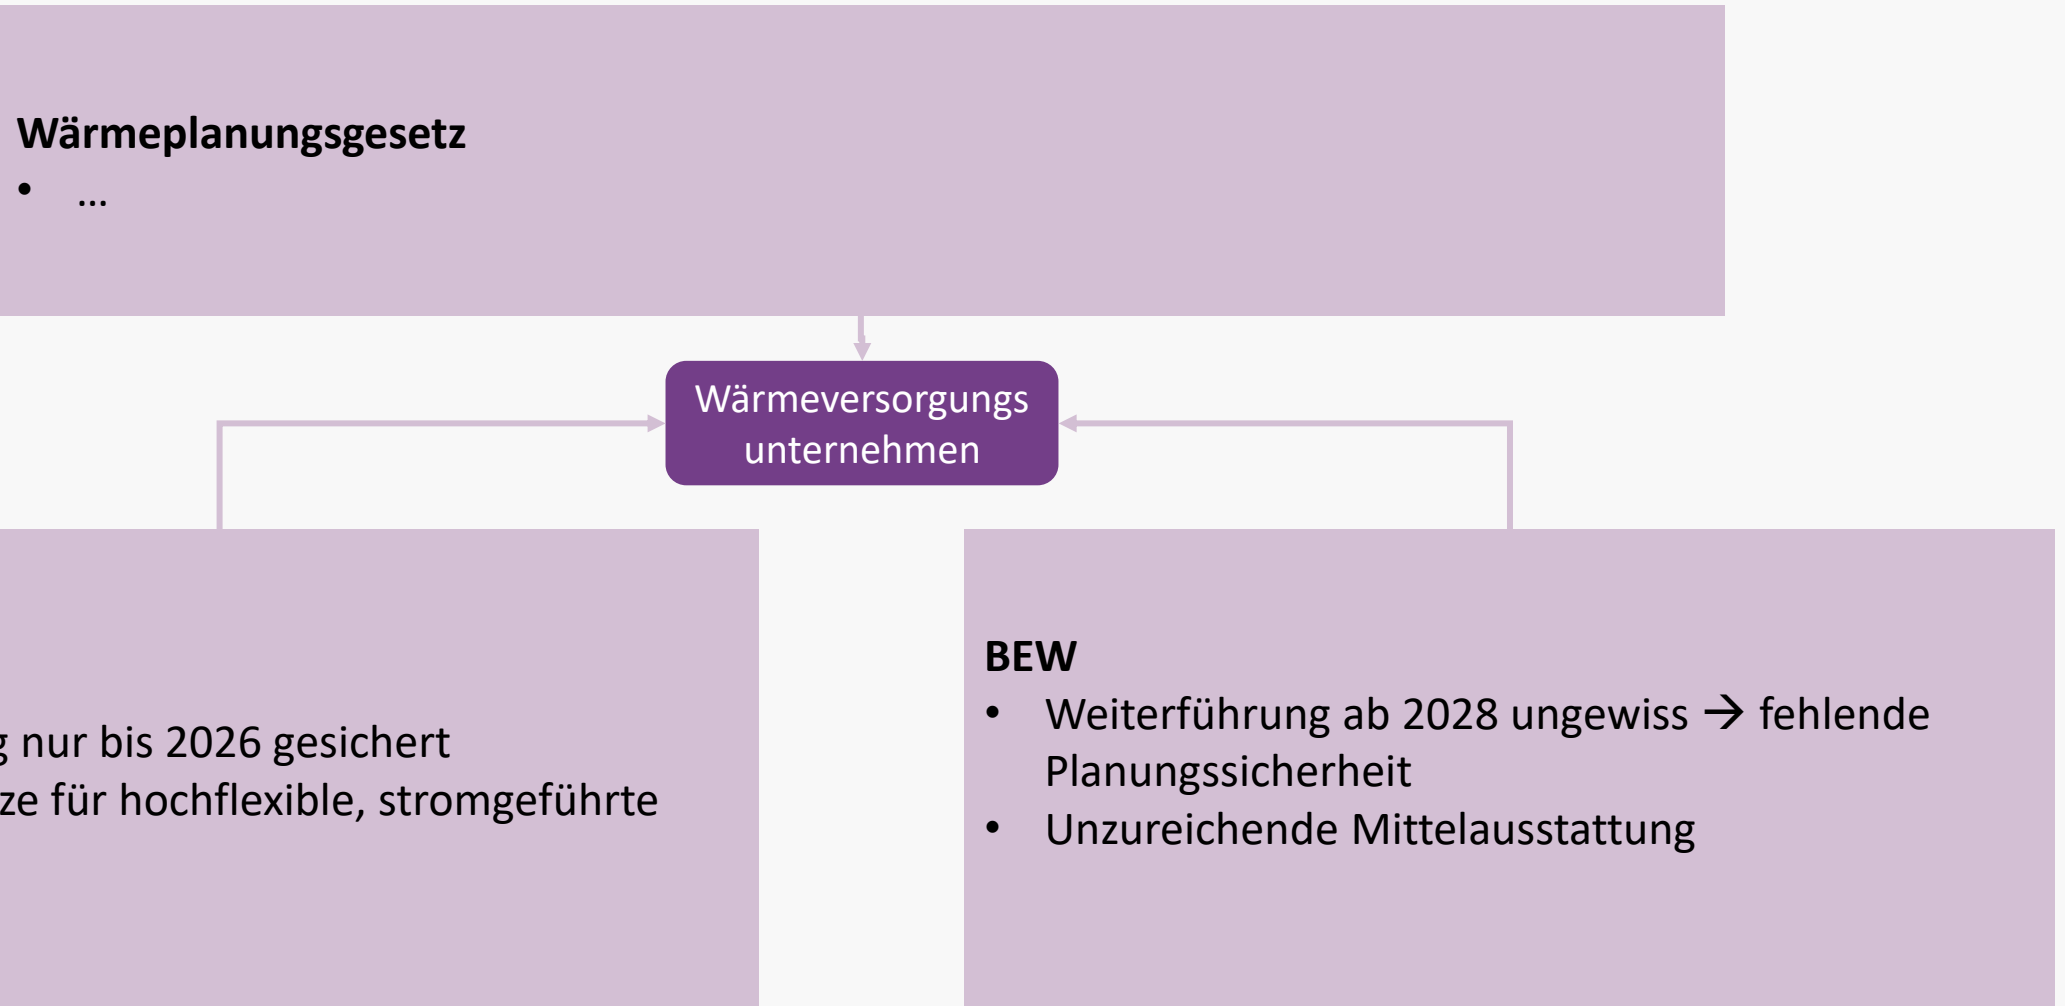 Wärmeplanungsgesetz
• ...
Wärmeversorgungs
unternehmen
nur bis 2026 gesichert
für hochflexible, stromgeführte
BEW
• Weiterführung ab 2028 ungewiss → fehlende
Planungssicherheit
• Unzureichende Mittelausstattung